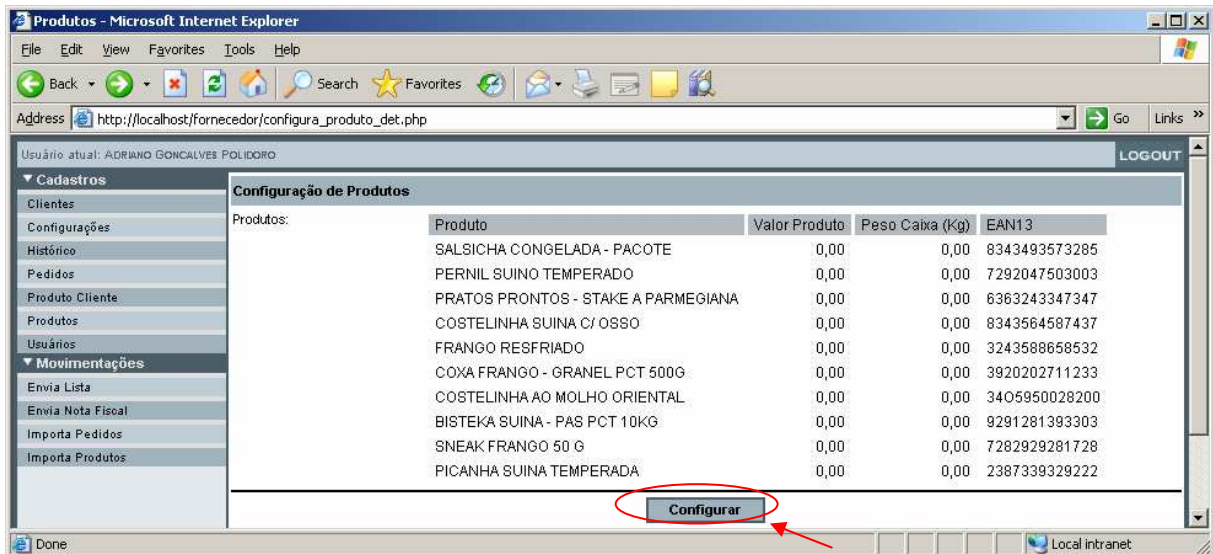 Produtos - Microsoft Internet Explorer
File Edit View Favorites Tools Help
Back Search Favorites
Address http://localhost/fornecedor/configura_produto_det.php Go Links »
Usuário atual: ADRIANO GONCALVES POLIDORO LOGOUT
Cadastros
Clientes
Configurações
Histórico
Pedidos
Produto Cliente
Produtos
Usuários
Movimentações
Envia Lista
Envia Nota Fiscal
Importa Pedidos
Importa Produtos
Configuração de Produtos
Produtos:
Produto Valor Produto Peso Caixa (Kg) EAN13
SALSICHA CONGELADA - PACOTE 0,00 0,00 8343493573285
PERNIL SUINO TEMPERADO 0,00 0,00 7292047503003
PRATOS PRONTOS - STAKE A PARMEGIANA 0,00 0,00 6363243347347
COSTELINHA SUINA C/ OSSO 0,00 0,00 8343564587437
FRANGO RESFRIADO 0,00 0,00 3243588658532
COXA FRANGO - GRANEL PCT 500G 0,00 0,00 3920202711233
COSTELINHA AO MOLHO ORIENTAL 0,00 0,00 34O5950028200
BISTEKA SUINA - PAS PCT 10KG 0,00 0,00 9291281393303
SNEAK FRANGO 50 G 0,00 0,00 7282929281728
PICANHA SUINA TEMPERADA 0,00 0,00 2387339329222
Configurar
Done Local intranet